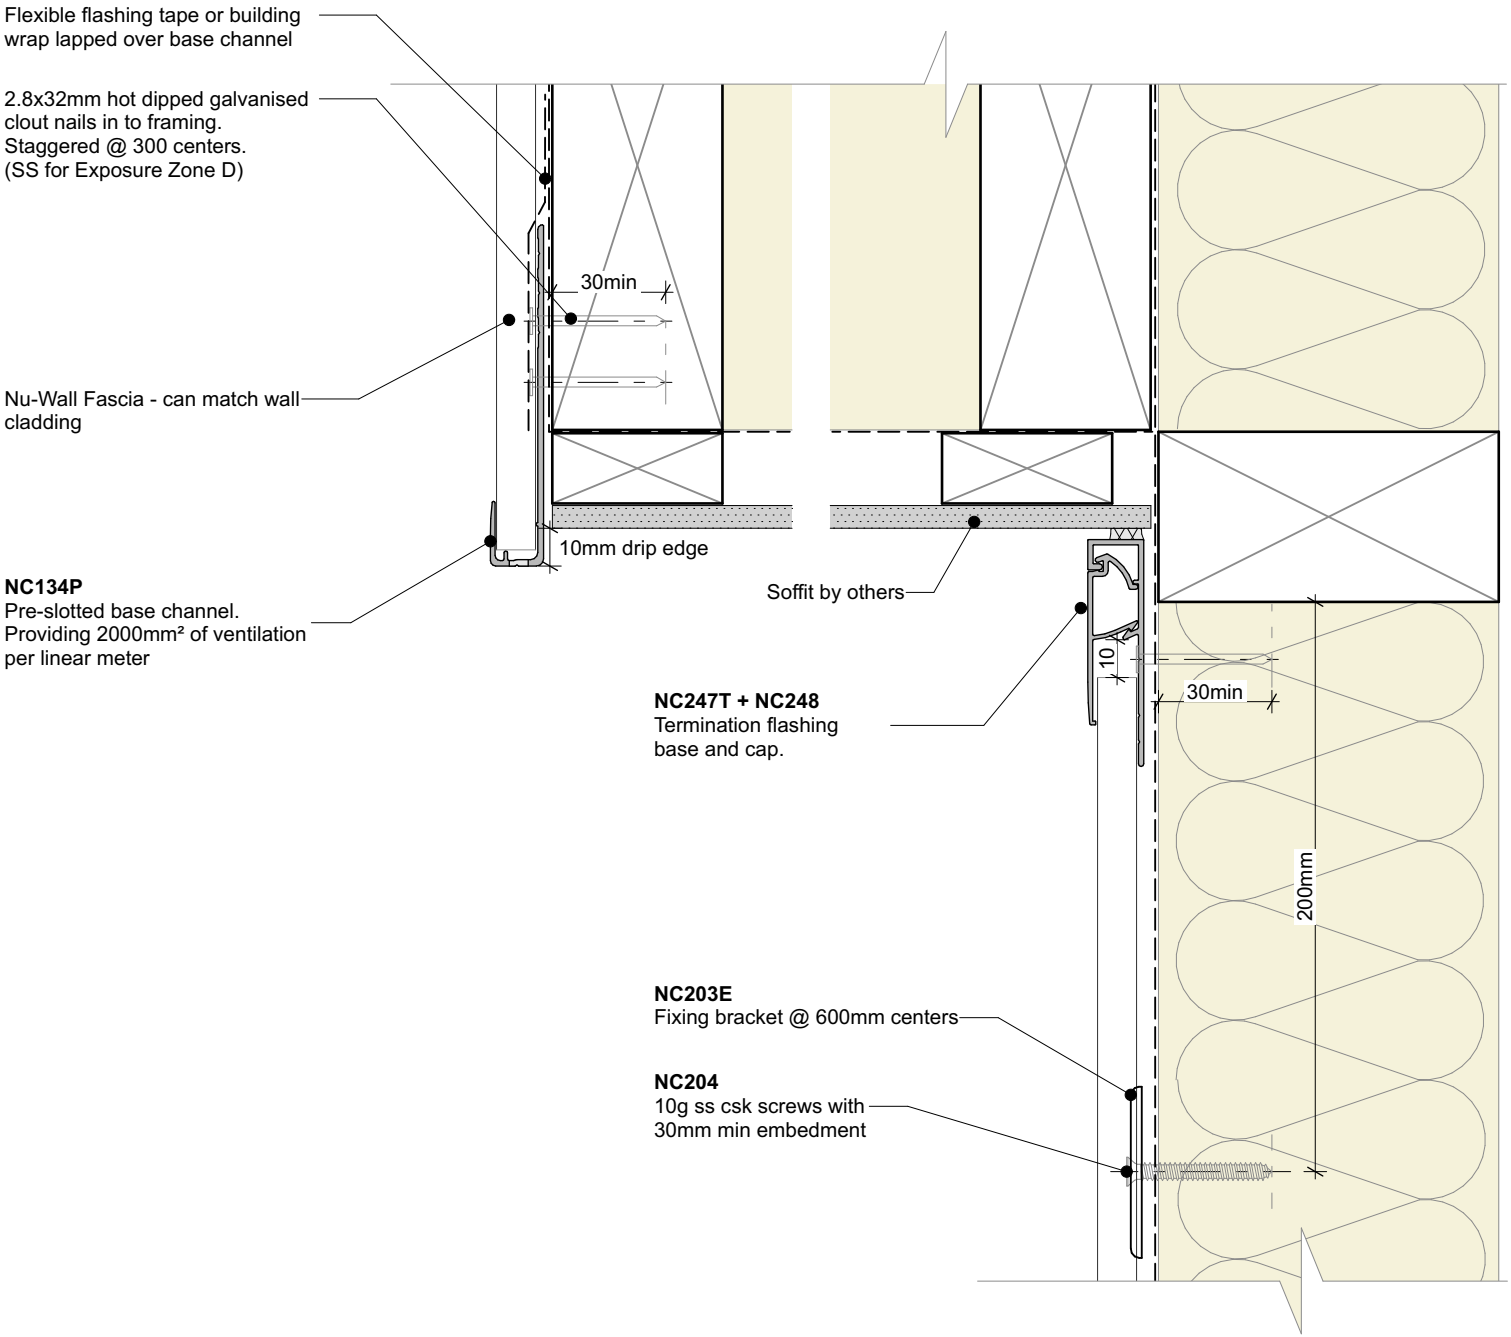 Flexible flashing tape or building
wrap lapped over base channel
2.8x32mm hot dipped galvanised
clout nails in to framing.
Staggered @ 300 centers.
(SS for Exposure Zone D)
30min
Nu-Wall Fascia - can match wall
cladding
10mm drip edge
NC134P
Pre-slotted base channel.
Providing 2000mm² of ventilation
per linear meter
Soffit by others
10
30min
NC247T + NC248
Termination flashing
base and cap.
200mm
NC203E
Fixing bracket @ 600mm centers
NC204
10g ss csk screws with
30mm min embedment